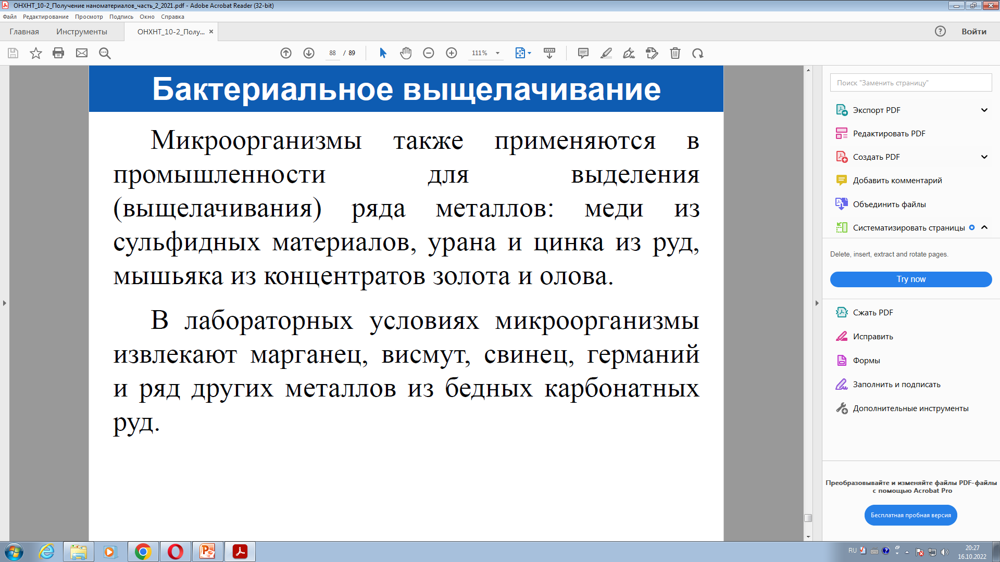 ОНХНТ_10-2_Получение наноматериалов_часть_2_2021.pdf - Adobe Acrobat Reader (32-bit)
Файл Редактирование Просмотр Подпись Окно Справка
Главная Инструменты ОНХНТ_10-2_Полу... Войти
88 / 89 111%
Бактериальное выщелачивание
Микроорганизмы также применяются в
промышленности для выделения
(выщелачивания) ряда металлов: меди из
сульфидных материалов, урана и цинка из руд,
мышьяка из концентратов золота и олова.
В лабораторных условиях микроорганизмы
извлекают марганец, висмут, свинец, германий
и ряд других металлов из бедных карбонатных
руд.
Поиск "Заменить страницу"
Экспорт PDF
Редактировать PDF
Создать PDF
Добавить комментарий
Объединить файлы
Систематизировать страницы
Delete, insert, extract and rotate pages.
Try now
Сжать PDF
Исправить
Формы
Заполнить и подписать
Дополнительные инструменты
Преобразовывайте и изменяйте файлы PDF-файлы
с помощью Acrobat Pro
Бесплатная пробная версия
RU
20:27
16.10.2022